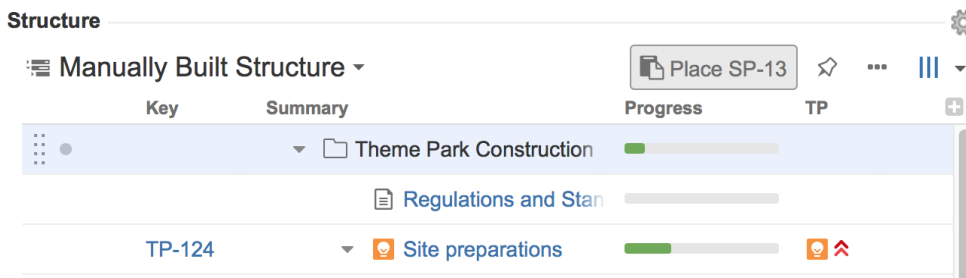 Structure
Manually Built Structure
Place SP-13
Key Summary Progress TP
Theme Park Construction
Regulations and Stan
TP-124 Site preparations